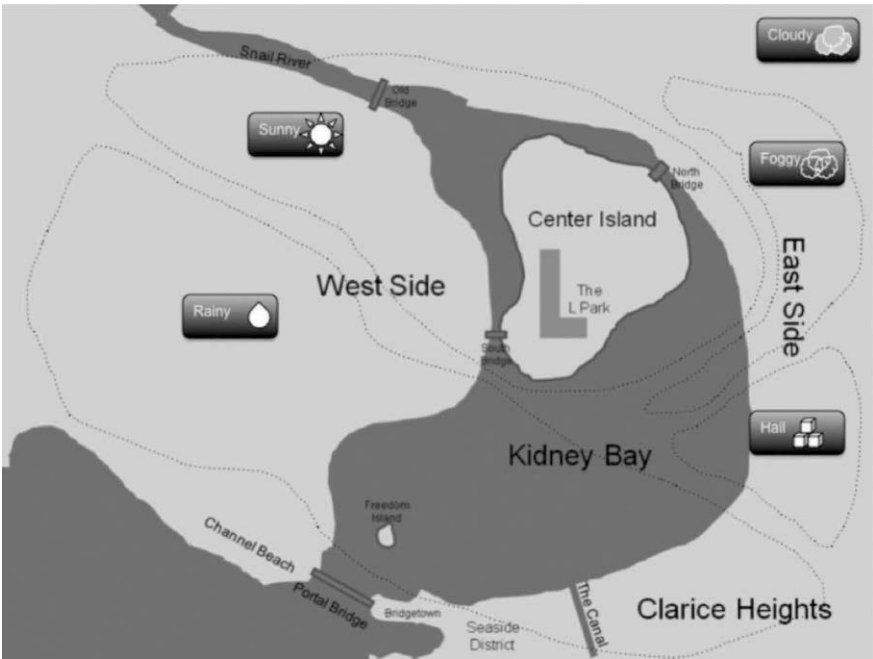 Cloudy
Snail River
Old
Bridge
Sunny
Foggy
North
Bridge
Center Island
East Side
West Side
The
L Park
Rainy
South
Bridge
Hail
Kidney Bay
Freedom
Island
Channel Beach
Portal Bridge
Bridgetown
The Canal
Clarice Heights
Seaside
District